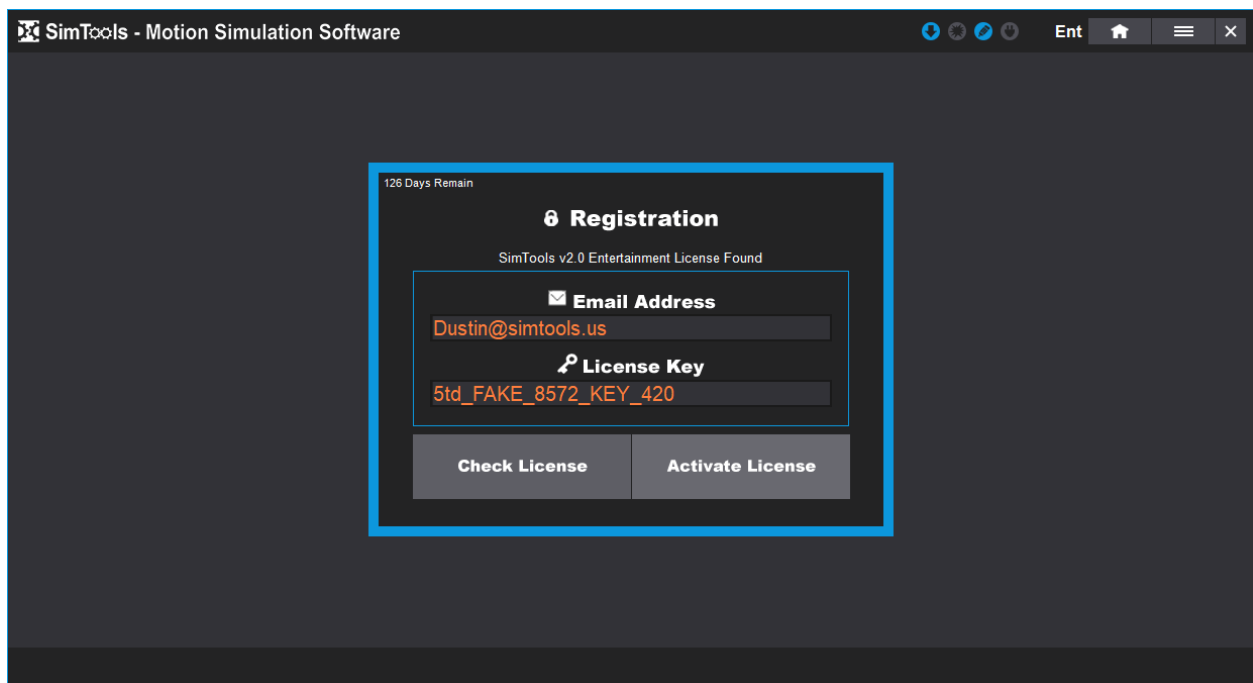 SimTools - Motion Simulation Software
Ent
126 Days Remain
Registration
SimTools v2.0 Entertainment License Found
Email Address
Dustin@simtools.us
License Key
5td_FAKE_8572_KEY_420
Check License
Activate License